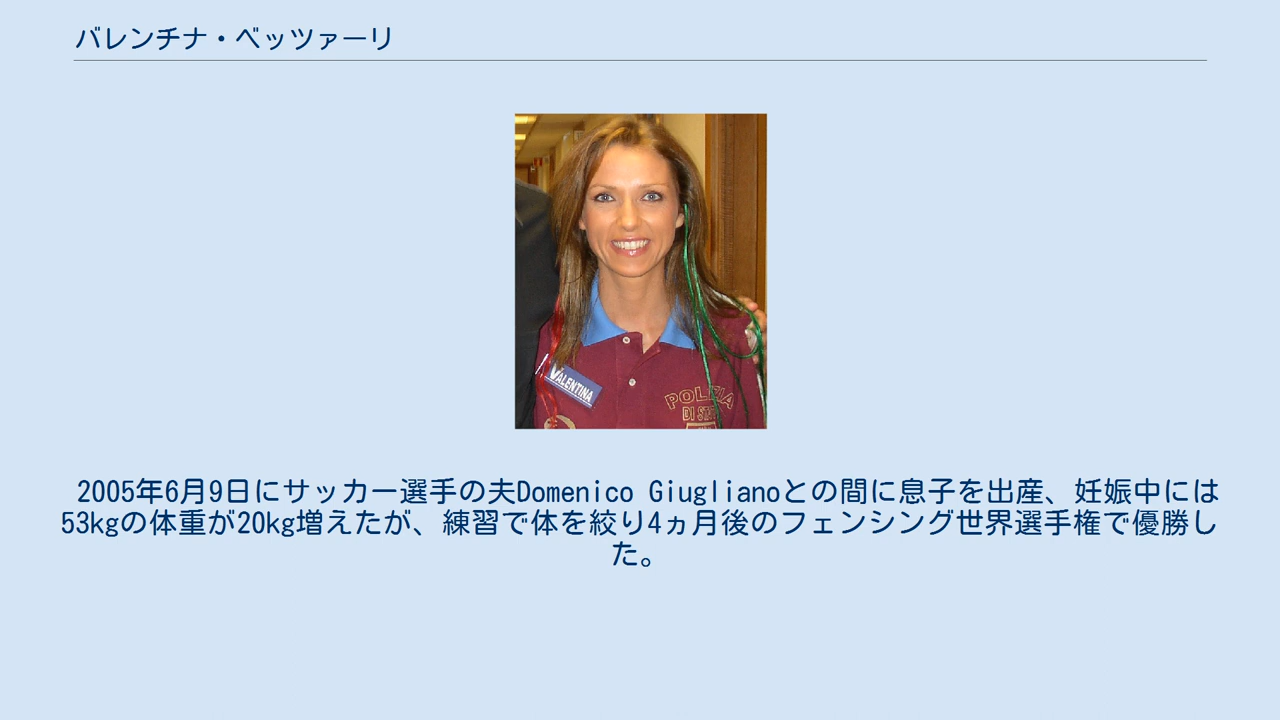 バレンチナ・ベッツァーリ
VALENTINA
POLIZIA
2005年6月9日にサッカー選手の夫Domenico Giuglianoとの間に息子を出産、妊娠中には
53kgの体重が20kg増えたが、練習で体を絞り4ヵ月後のフェンシング世界選手権で優勝し
た。